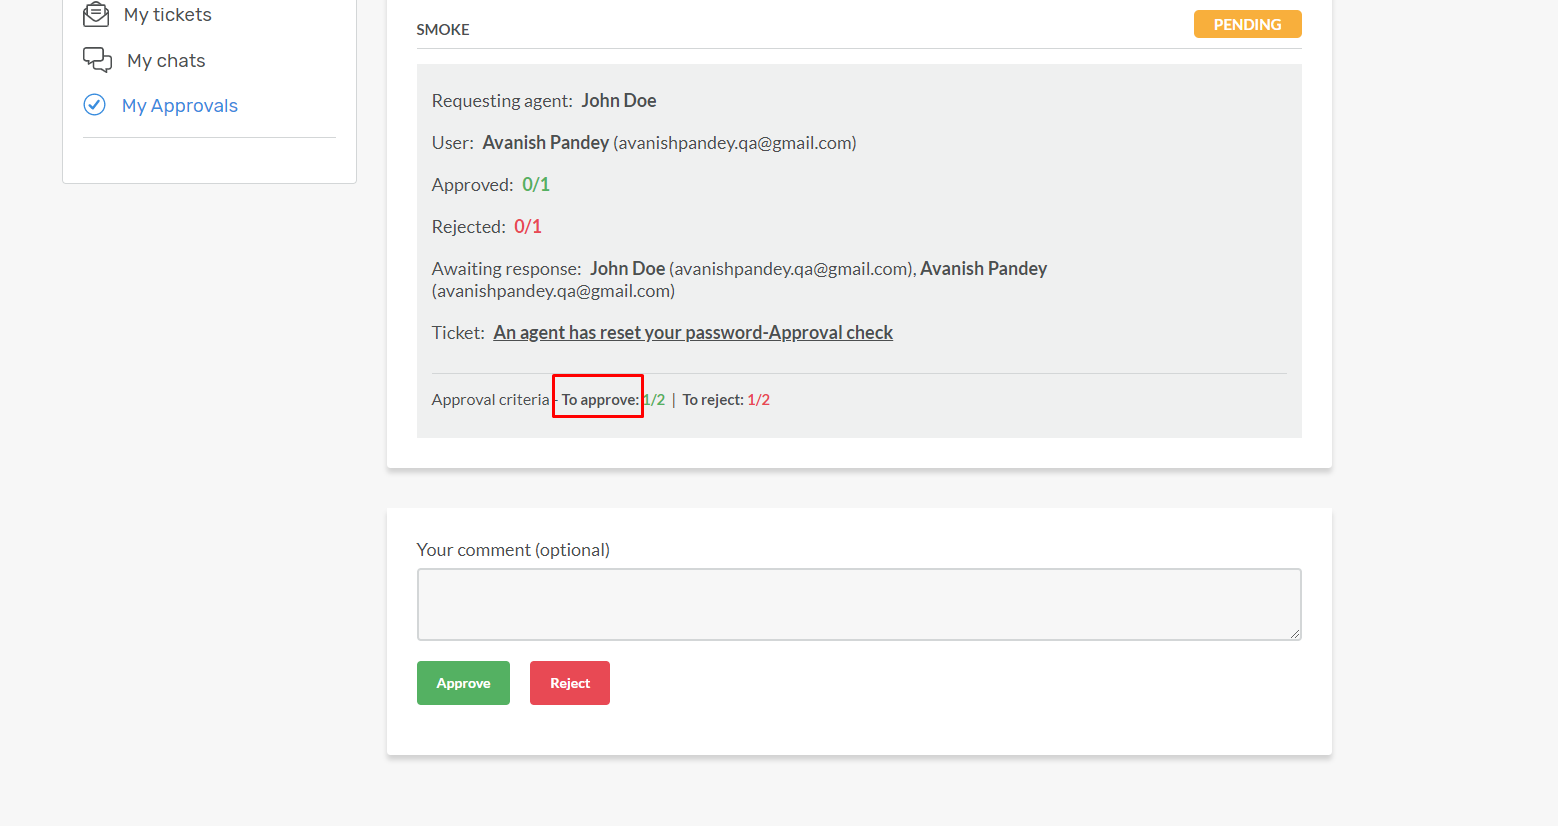 My tickets
My chats
My Approvals
SMOKE
PENDING
Requesting agent: John Doe
User: Avanish Pandey (avanishpandey.qa@gmail.com)
Approved: 0/1
Rejected: 0/1
Awaiting response: John Doe (avanishpandey.qa@gmail.com), Avanish Pandey
(avanishpandey.qa@gmail.com)
Ticket: An agent has reset your password-Approval check
Approval criteria - To approve: 1/2 | To reject: 1/2
Your comment (optional)
Approve
Reject